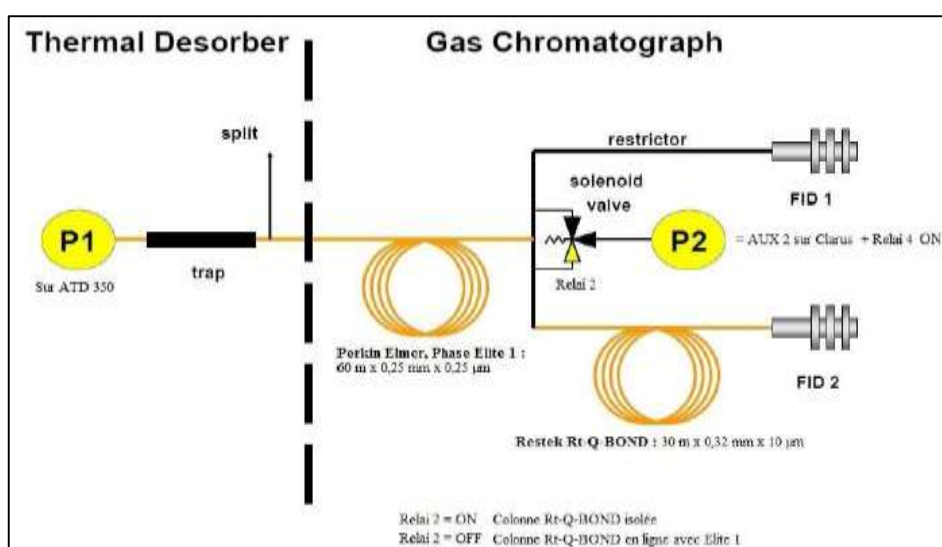 Thermal Desorber
Gas Chromatograph
split
restrictor
solenoid
valve
FID 1
P1
P2
= AUX 2 sur Clarus + Relai 4 ON
trap
Sur ATD 350
Relai 2
Perkin Elmer, Phase Elite 1 :
60 m x 0,25 mm x 0,25 µm
FID 2
Restek Rt-Q-BOND : 30 m x 0,32 mm x 10 µm
Relai 2 = ON Colonne Rt-Q-BOND isolée
Relai 2 = OFF Colonne Rt-Q-BOND en ligne avec Elite 1